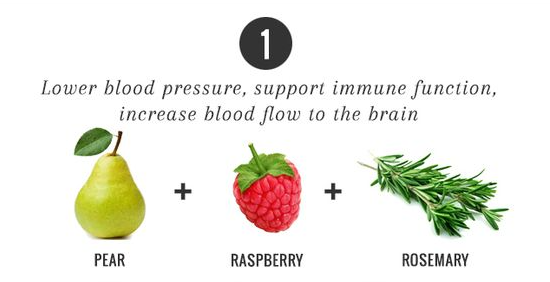 1
Lower blood pressure, support immune function,
increase blood flow to the brain
+ +
PEAR RASPBERRY ROSEMARY